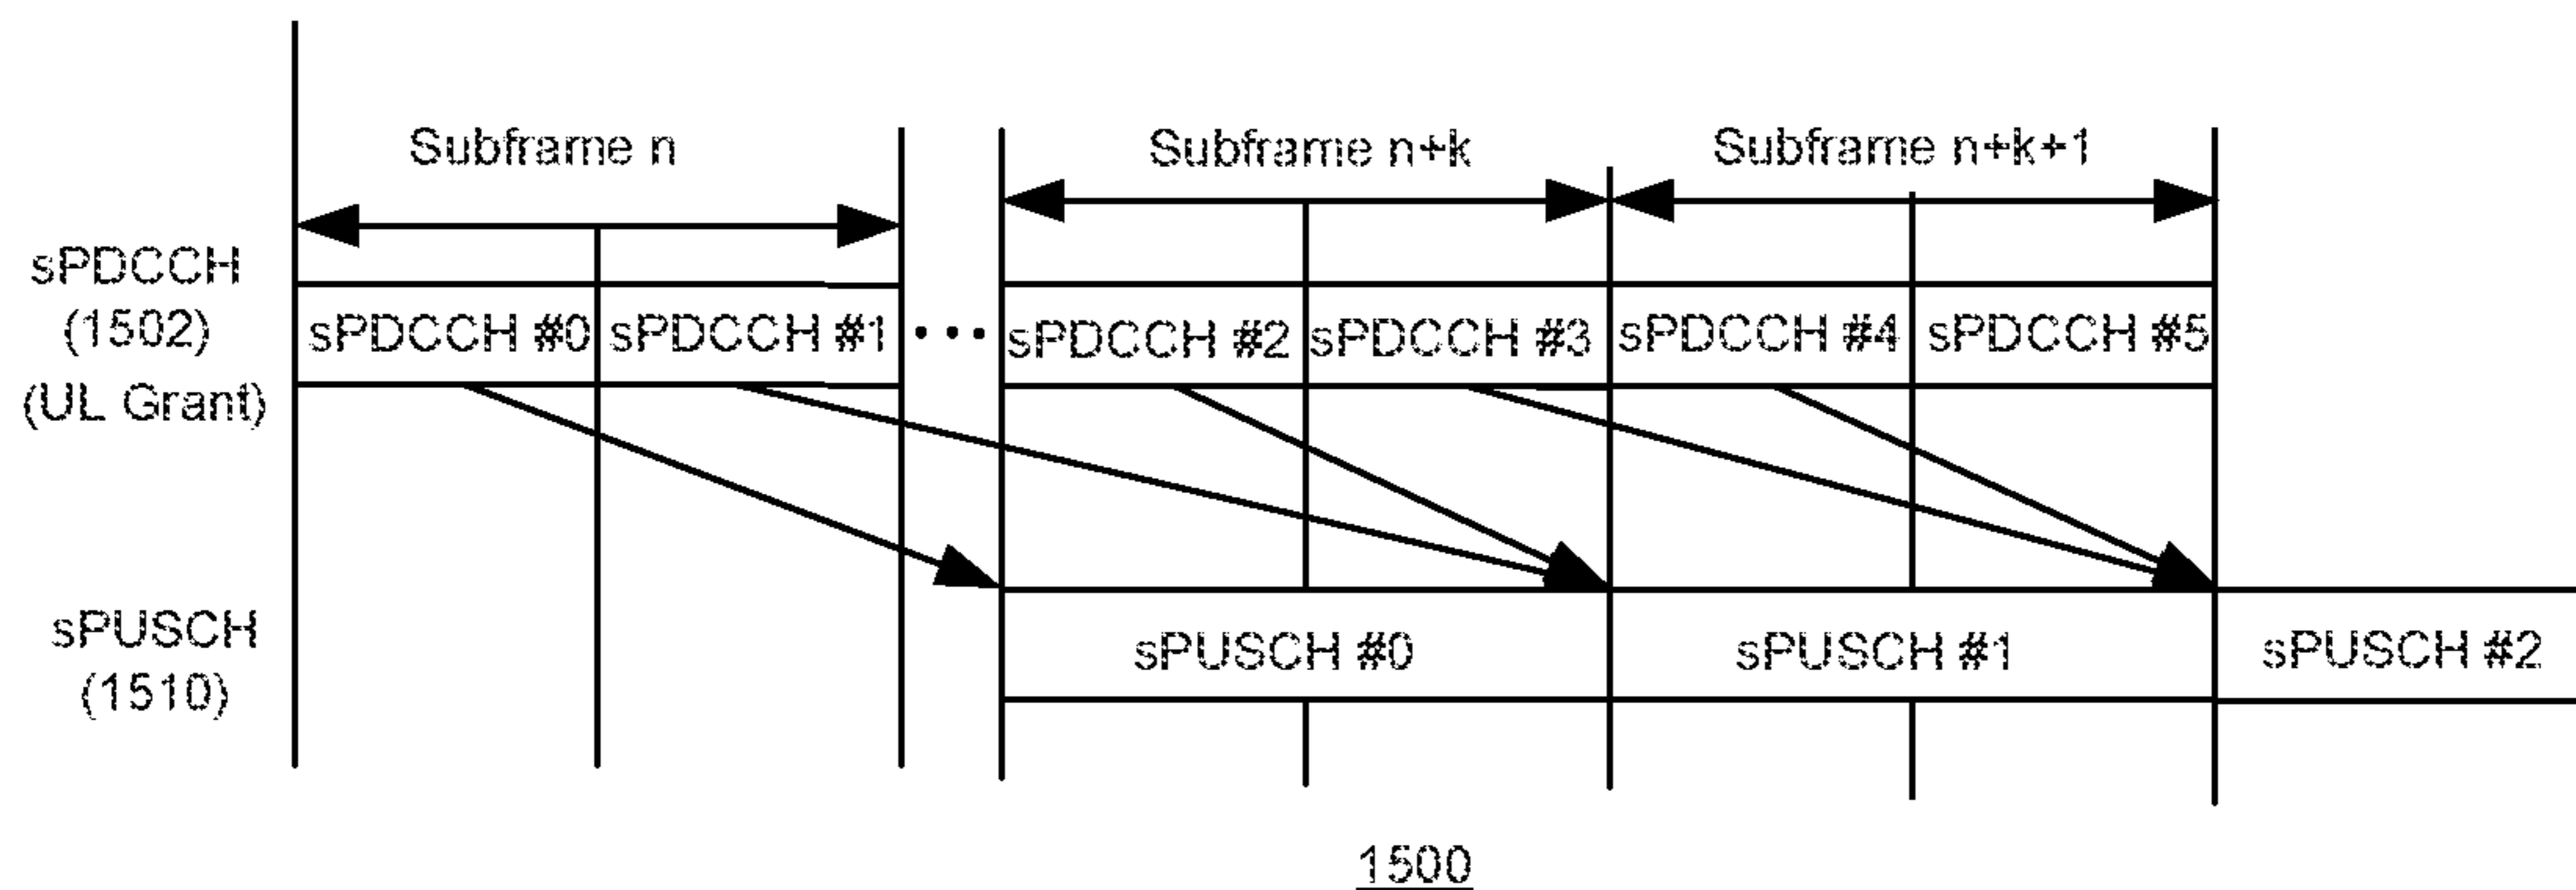 Subframe n
Subframe n+k
Subframe n+k+1
sPDCCH
(1502)
(UL Grant)
sPDCCH #0
sPDCCH #1
...
sPDCCH #2
sPDCCH #3
sPDCCH #4
sPDCCH #5
sPUSCH
(1510)
sPUSCH #0
sPUSCH #1
sPUSCH #2
1500